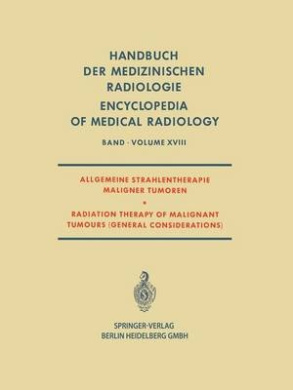 HANDBUCH
DER MEDIZINISCHEN
RADIOLOGIE
ENCYCLOPEDIA
OF MEDICAL RADIOLOGY
BAND · VOLUME XVIII
ALLGEMEINE STRAHLENTHERAPIE
MALIGNER TUMOREN
•
RADIATION THERAPY OF MALIGNANT
TUMOURS (GENERAL CONSIDERATIONS)
SPRINGER-VERLAG
BERLIN HEIDELBERG GMBH